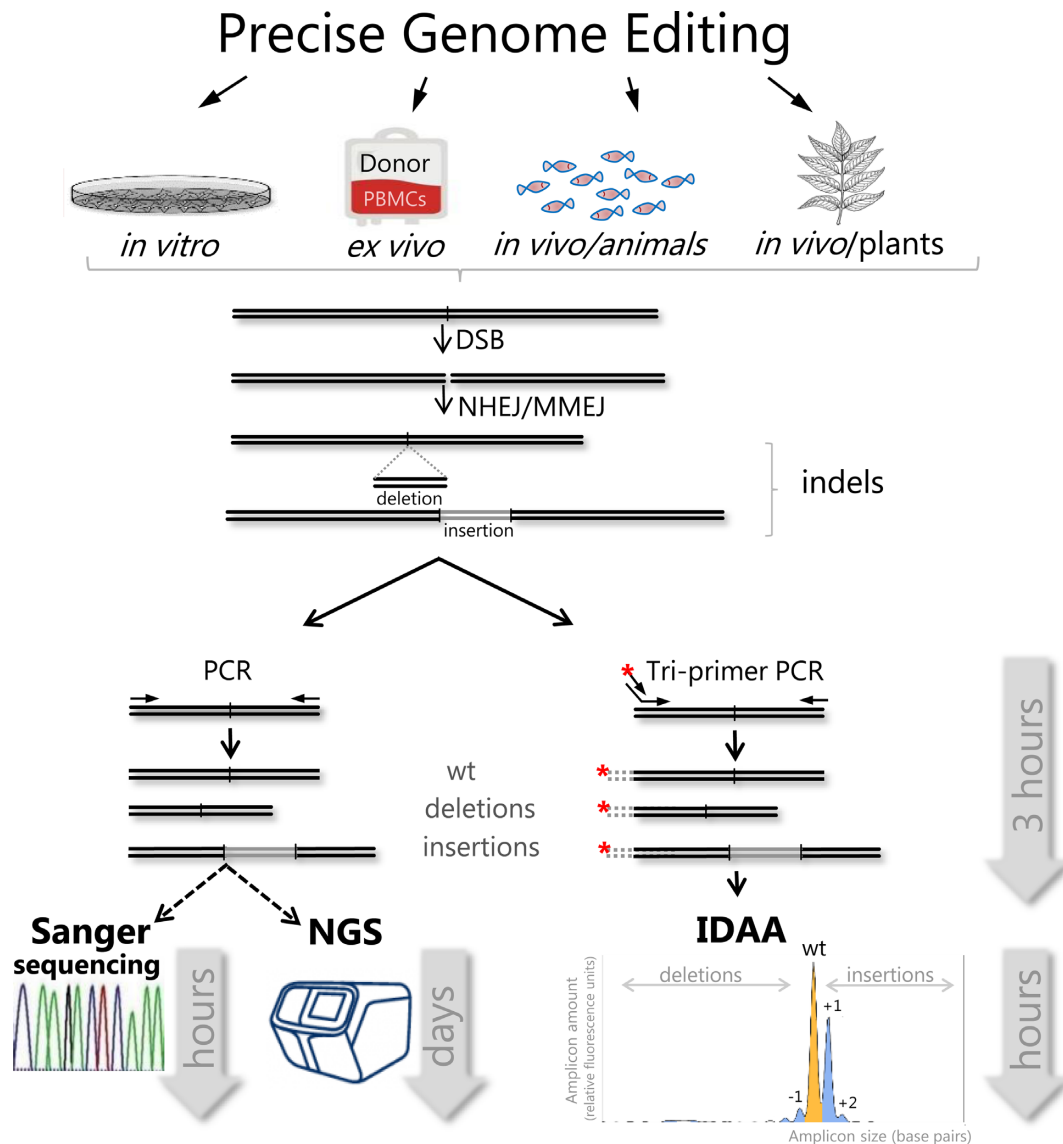 Precise Genome Editing
Donor
PBMCs
in vitro
ex vivo
in vivo/animals
in vivo/plants
DSB
NHEJ/MMEJ
deletion
insertion
indels
PCR
* Tri-primer PCR
wt
deletions
insertions
*
*
*
3 hours
Sanger
sequencing
NGS
IDAA
hours
days
hours
wt
deletions
insertions
+1
-1
+2
Amplicon amount
(relative fluorescence units)
Amplicon size (base pairs)